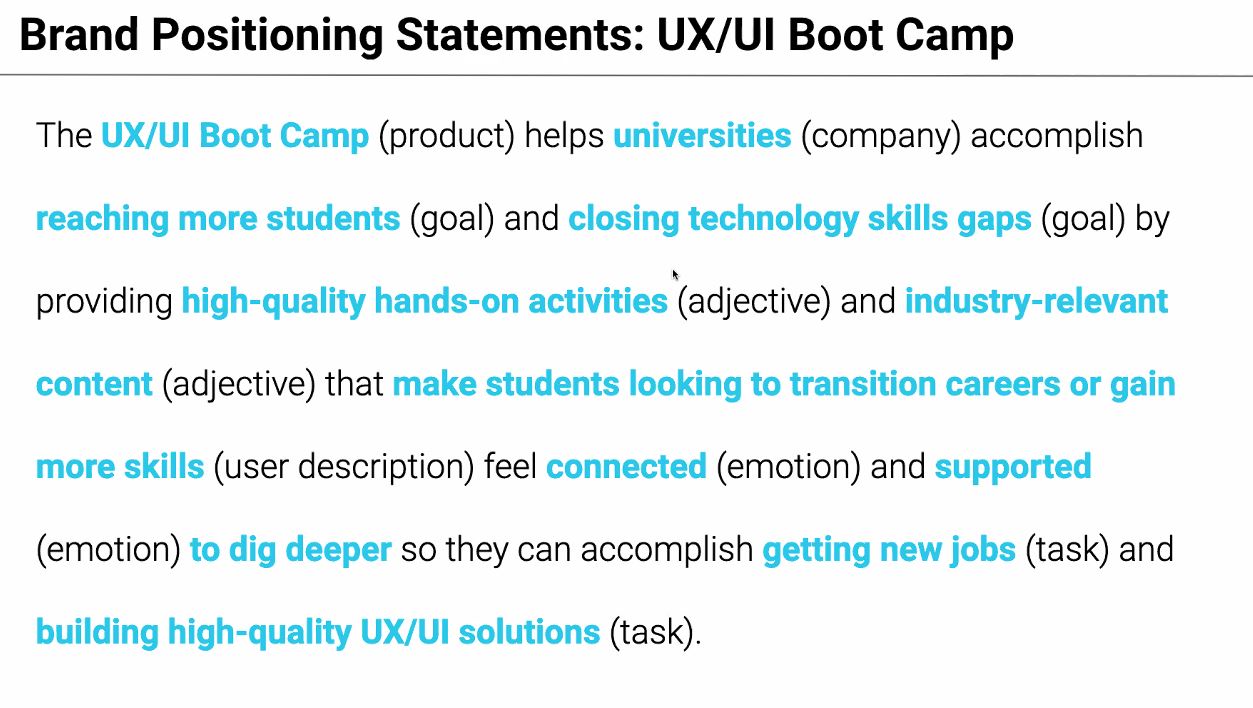 Brand Positioning Statements: UX/UI Boot Camp
The UX/UI Boot Camp (product) helps universities (company) accomplish
reaching more students (goal) and closing technology skills gaps (goal) by
providing high-quality hands-on activities (adjective) and industry-relevant
content (adjective) that make students looking to transition careers or gain
more skills (user description) feel connected (emotion) and supported
(emotion) to dig deeper so they can accomplish getting new jobs (task) and
building high-quality UX/UI solutions (task).